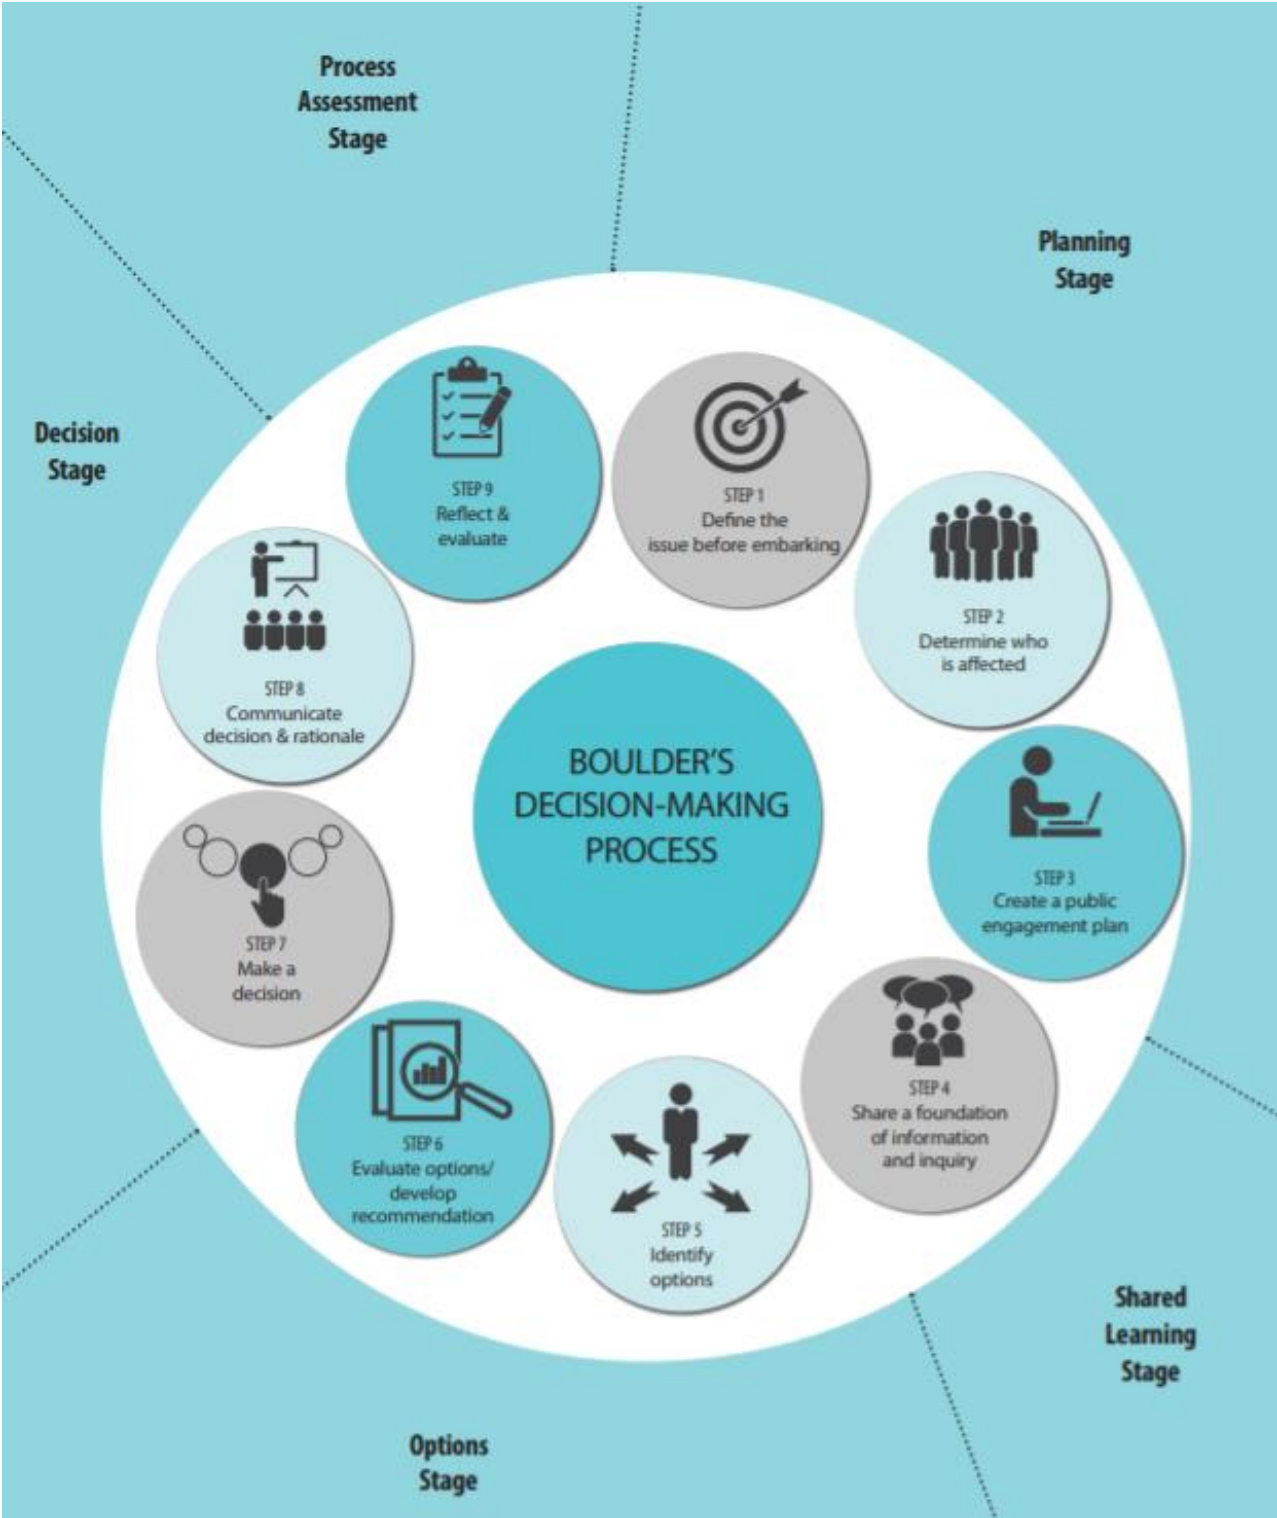 Process
Assessment
Stage
Planning
Stage
Decision
Stage
STEP 9
Reflect &
evaluate
STEP 1
Define the
issue before embarking
STEP 2
Determine who
is affected
STEP 8
Communicate
decision & rationale
BOULDER'S
DECISION-MAKING
PROCESS
STEP 3
Create a public
engagement plan
STEP 7
Make a
decision
STEP 4
Share a foundation
of information
and inquiry
STEP 6
Evaluate options/
develop
recommendation
STEP 5
Identify
options
Shared
Learning
Stage
Options
Stage